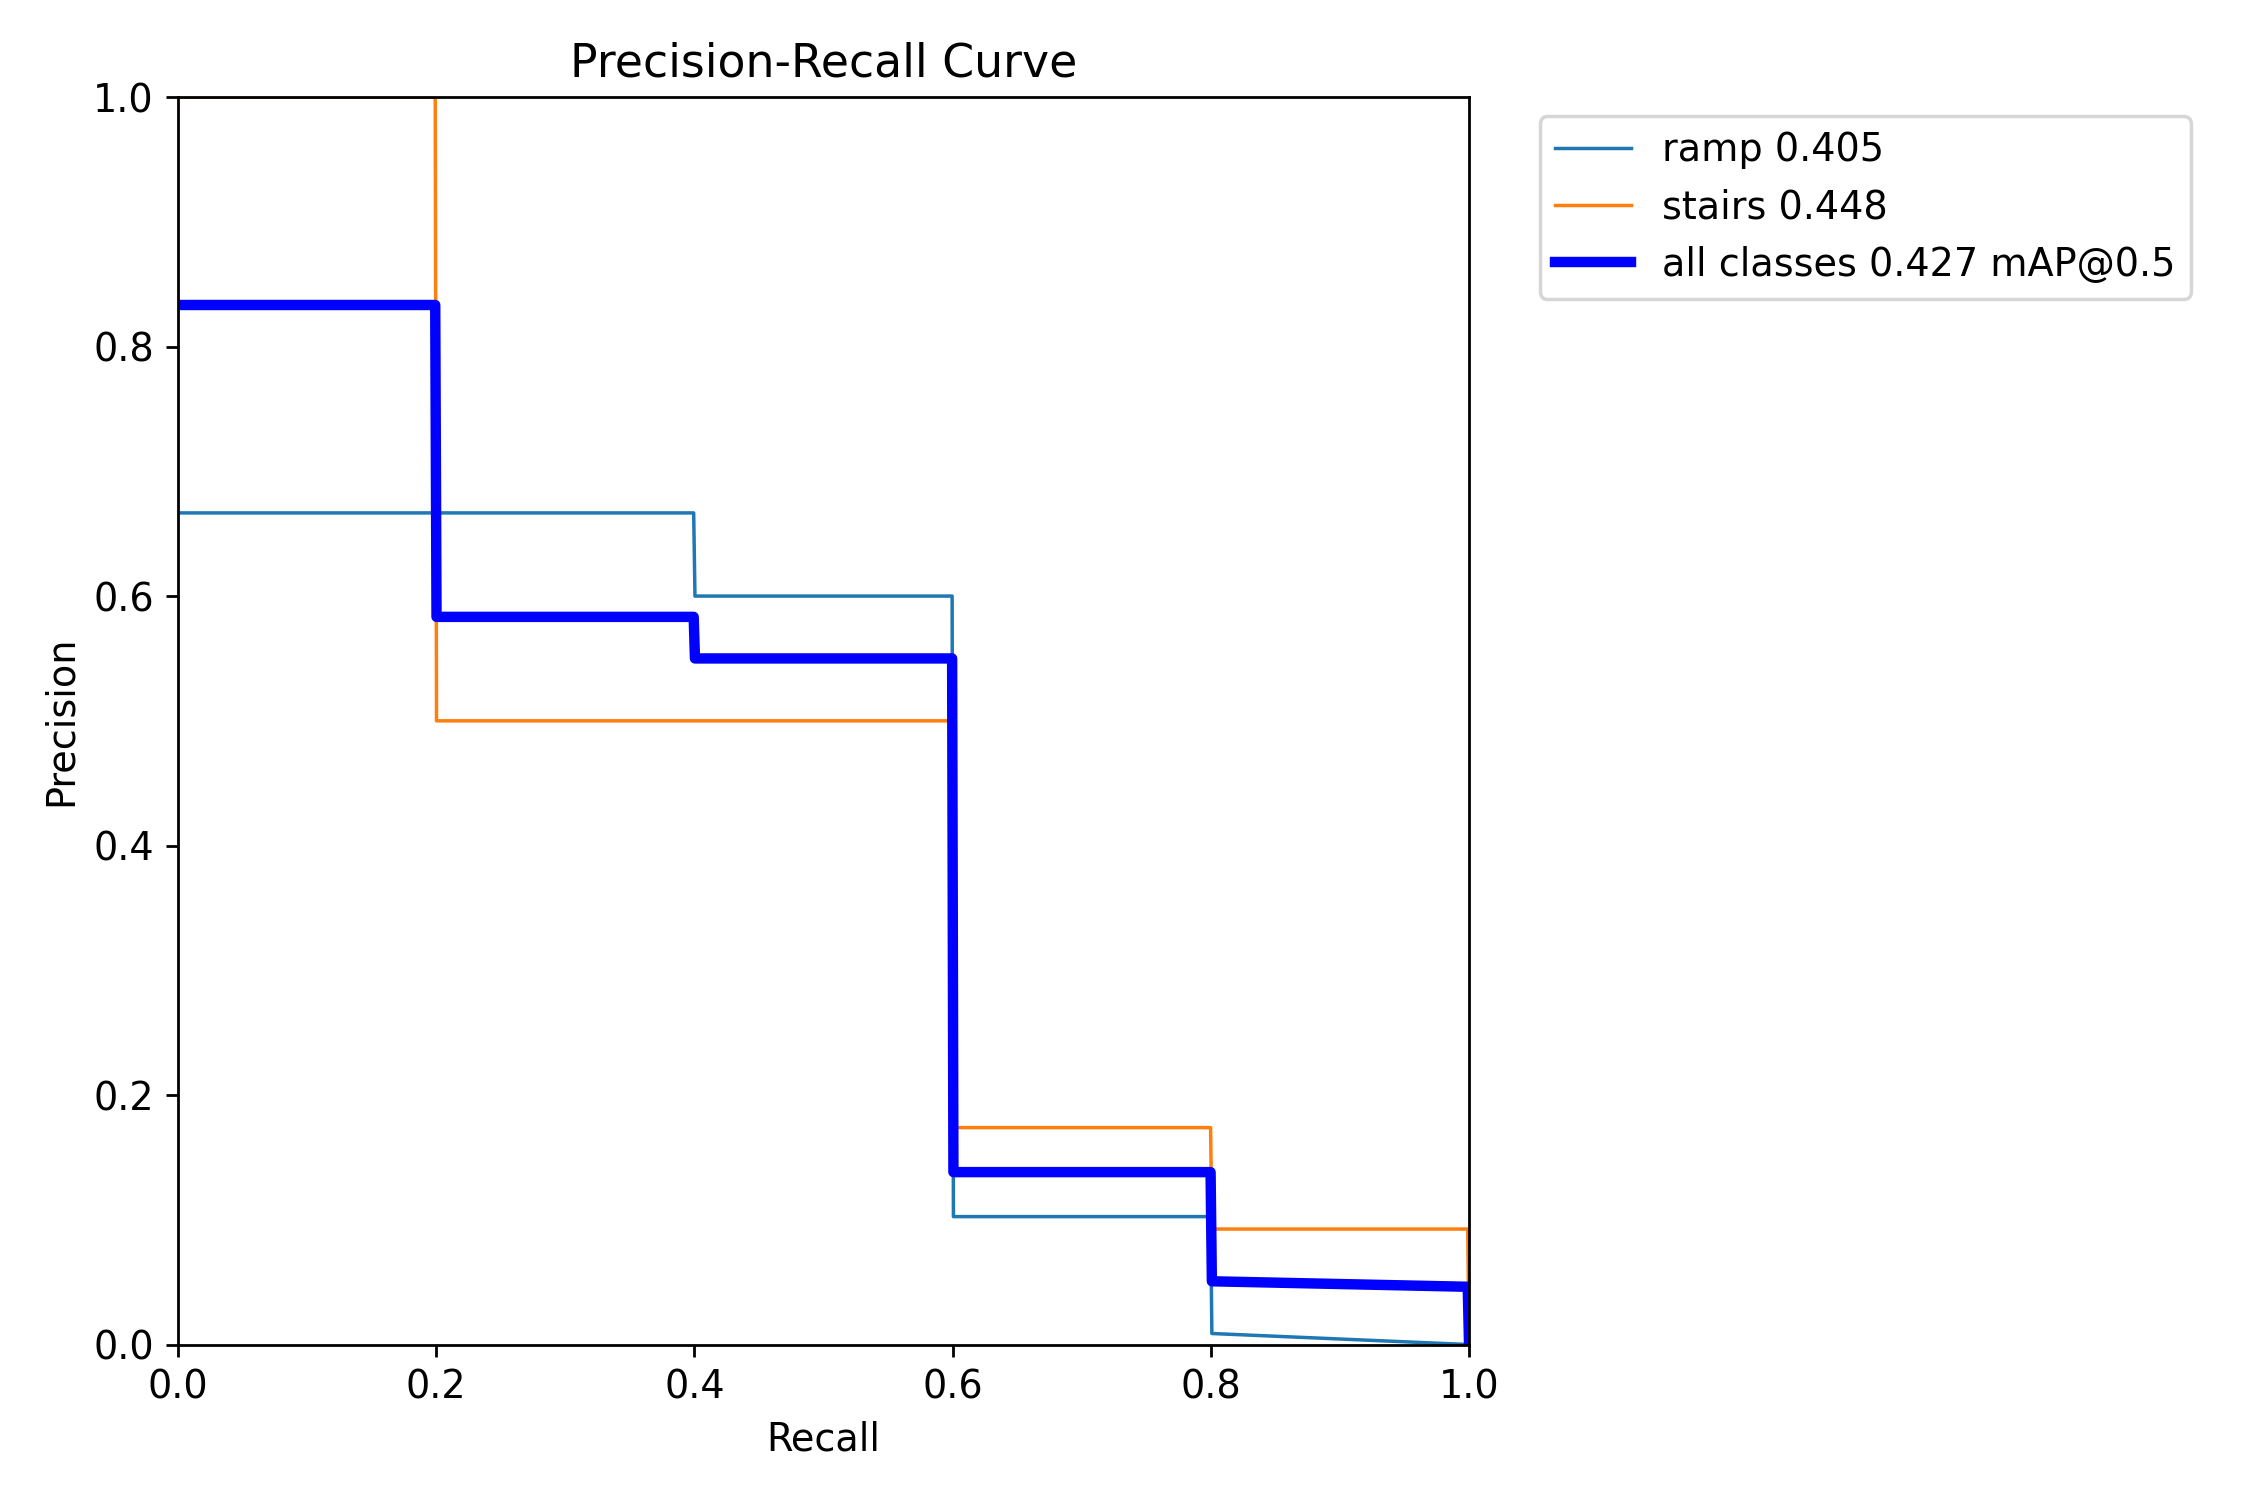 Precision-Recall Curve
1.0
0.8
0.6
0.4
0.2
0.0
Precision
0.0 0.2 0.4 0.6 0.8 1.0
Recall
ramp 0.405
stairs 0.448
all classes 0.427 mAP@0.5